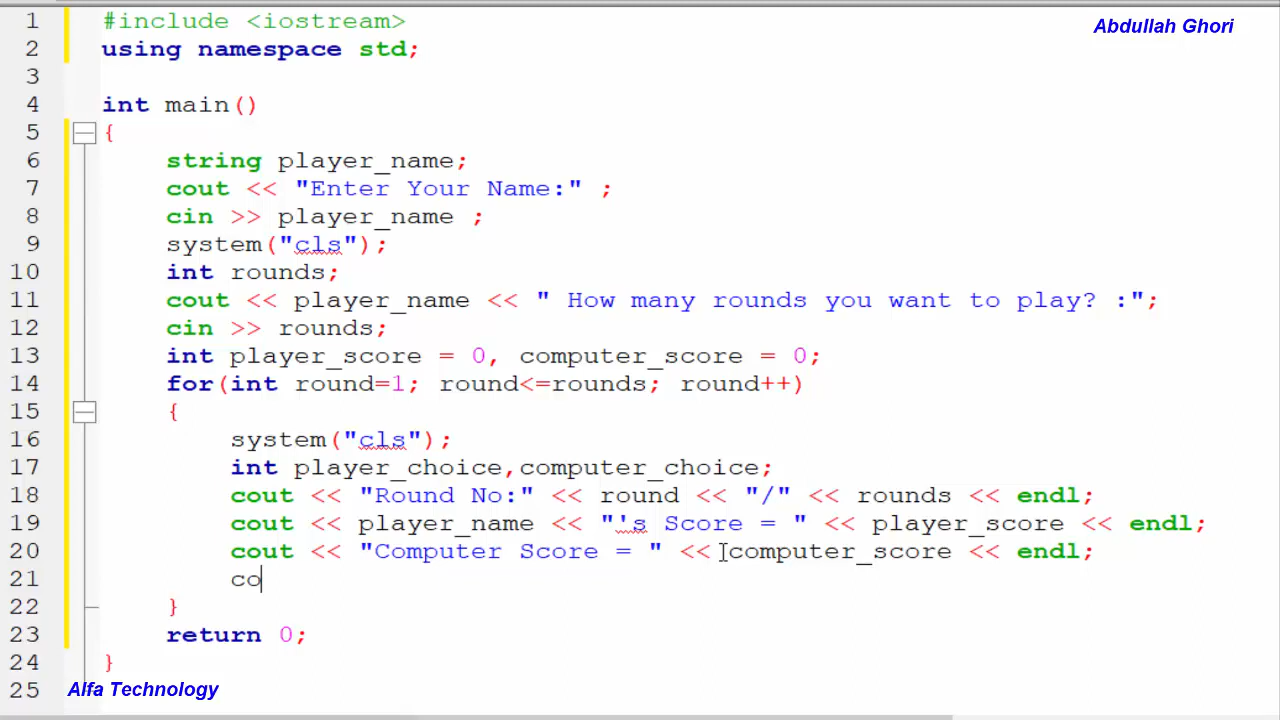 1 #include <iostream>
Abdullah Ghori
2 using namespace std;
3
4 int main()
5 {
6 string player_name;
7 cout << "Enter Your Name:" ;
8 cin >> player_name ;
9 system("cls");
10 int rounds;
11 cout << player_name << " How many rounds you want to play? :";
12 cin >> rounds;
13 int player_score = 0, computer_score = 0;
14 for(int round=1; round<=rounds; round++)
15 {
16 system("cls");
17 int player_choice,computer_choice;
18 cout << "Round No:" << round << "/" << rounds << endl;
19 cout << player_name << "'s Score = " << player_score << endl;
20 cout << "Computer Score = " << computer_score << endl;
21 co
22 }
23 return 0;
24 }
25
Alfa Technology